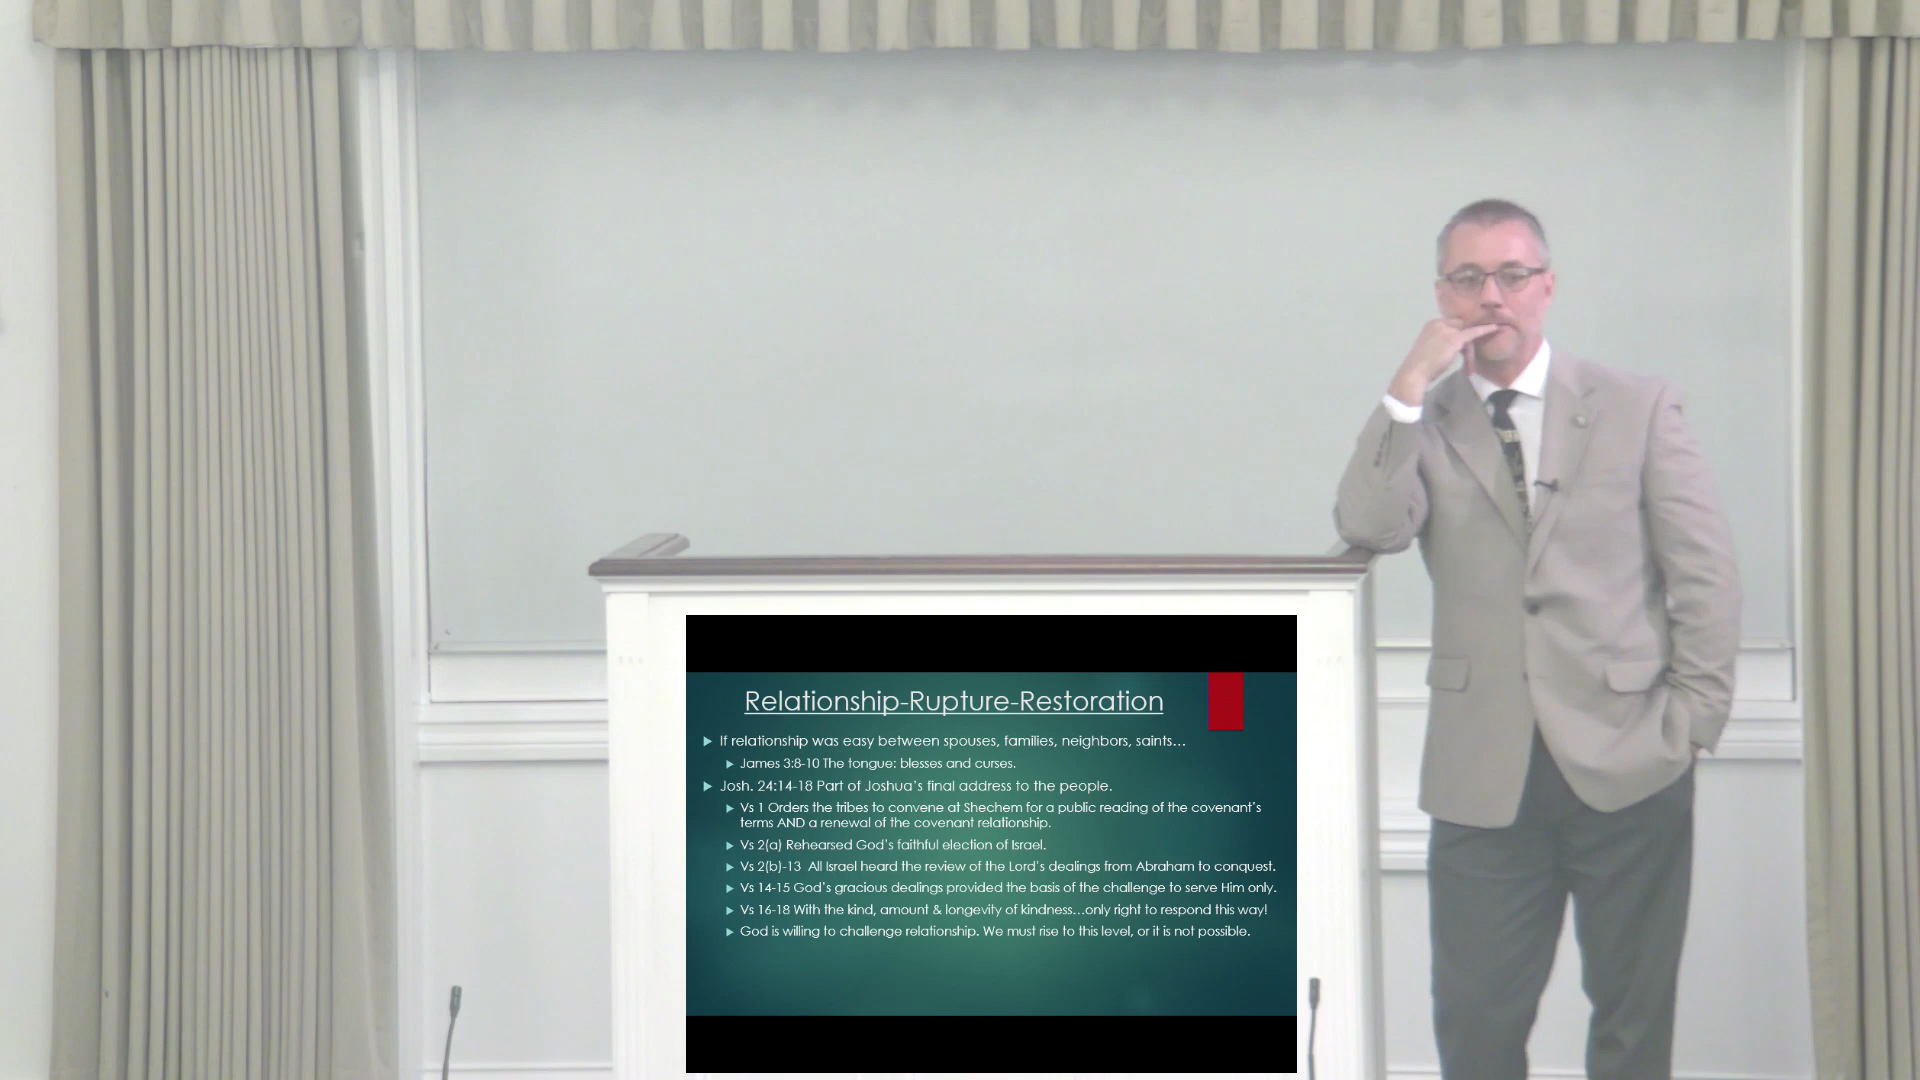 Relationship-Rupture-Restoration
If relationship was easy between spouses, families, neighbors, saints…
James 3:8-10 The tongue: blesses and curses.
Josh. 24:14-18 Part of Joshua's final address to the people.
Vs 1 Orders the tribes to convene at Shechem for a public reading of the covenant's
terms AND a renewal of the covenant relationship.
Vs 2(a) Rehearsed God's faithful election of Israel.
Vs 2(b)-13 All Israel heard the review of the Lord's dealings from Abraham to conquest.
Vs 14-15 God's gracious dealings provided the basis of the challenge to serve Him only.
Vs 16-18 With the kind, amount & longevity of kindness…only right to respond this way!
God is willing to challenge relationship. We must rise to this level, or it is not possible.